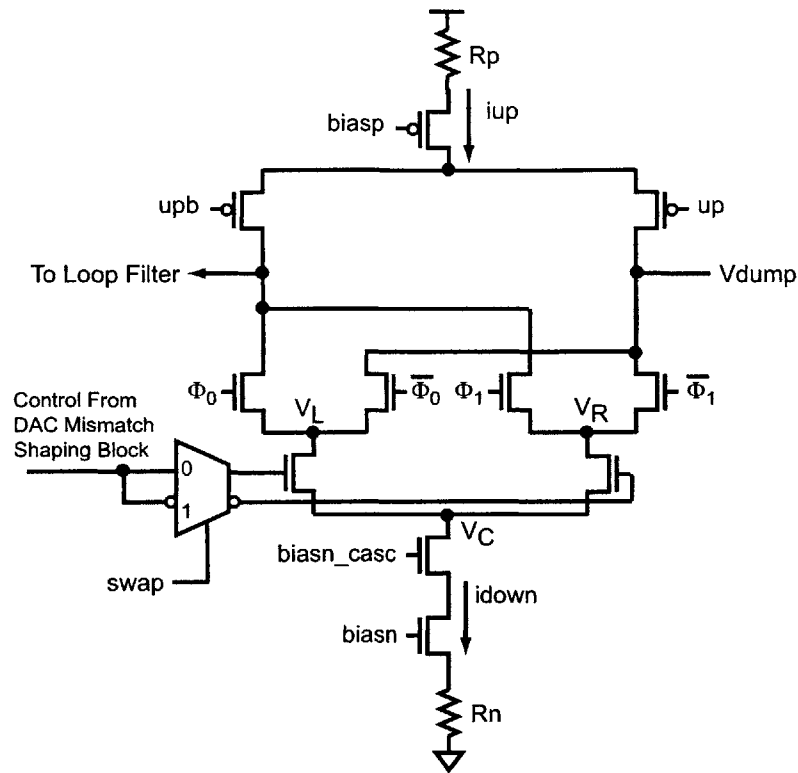 Rp
iup
biasp
upb
up
To Loop Filter
Vdump
Φ0
Φ̅0
Φ1
Φ̅1
VL
VR
Control From
DAC Mismatch
Shaping Block
0
1
VC
biasn_casc
swap
idown
biasn
Rn